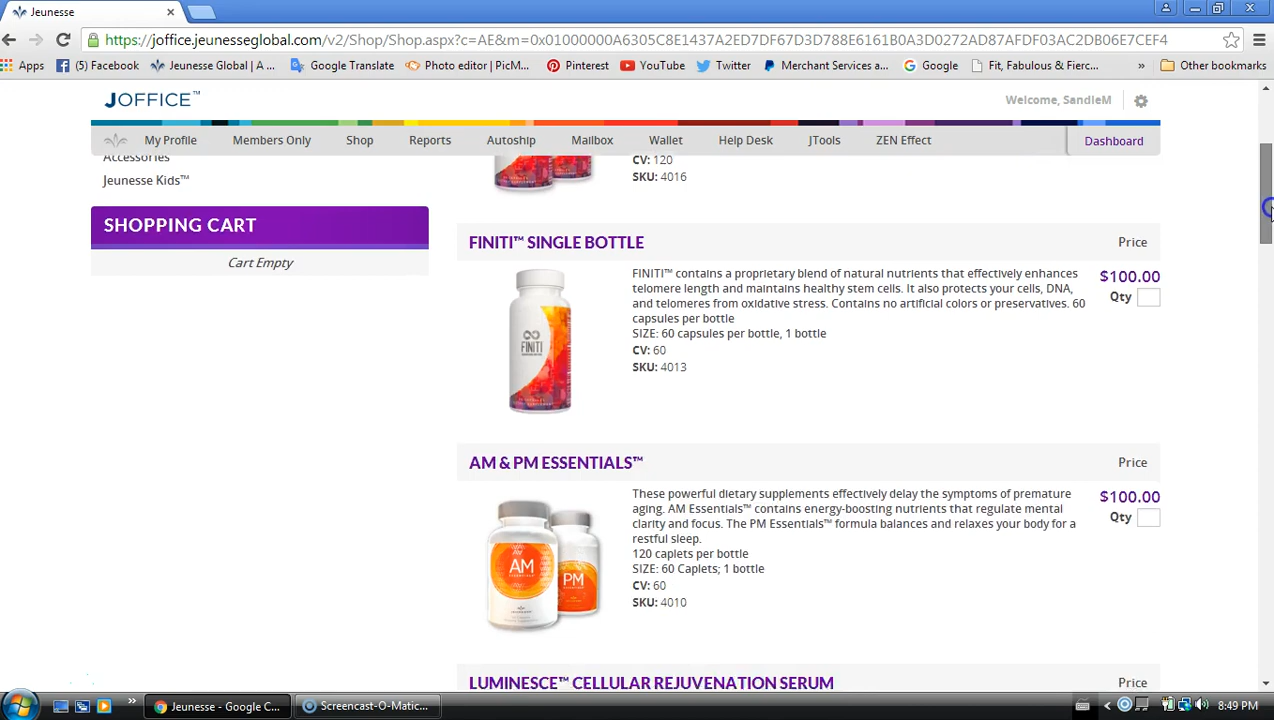 Jeunesse
https://joffice.jeunesseglobal.com/v2/Shop/Shop.aspx?c=AE&m=0x01000000A6305C8E1437A2ED7DF67D3D788E6161B0A3D0272AD87AFDF03AC2DB06E7CEF4
Apps (5) Facebook Jeunesse Global | A ... Google Translate Photo editor | PicM... Pinterest YouTube Twitter Merchant Services ... Google Fit, Fabulous & Fierc... » Other bookmarks
JOFFICE™ Welcome, SandieM
My Profile Members Only Shop Reports Autoship Mailbox Wallet Help Desk JTools ZEN Effect Dashboard
Accessories
Jeunesse Kids™
SHOPPING CART
Cart Empty
CV: 120
SKU: 4016
FINITI™ SINGLE BOTTLE Price
FINITI™ contains a proprietary blend of natural nutrients that effectively enhances
telomere length and maintains healthy stem cells. It also protects your cells, DNA,
and telomeres from oxidative stress. Contains no artificial colors or preservatives. 60
capsules per bottle
SIZE: 60 capsules per bottle, 1 bottle
CV: 60
SKU: 4013
$100.00
Qty
FINITI
AM & PM ESSENTIALS™ Price
These powerful dietary supplements effectively delay the symptoms of premature
aging. AM Essentials™ contains energy-boosting nutrients that regulate mental
clarity and focus. The PM Essentials™ formula balances and relaxes your body for a
restful sleep.
120 caplets per bottle
SIZE: 60 Caplets; 1 bottle
CV: 60
SKU: 4010
$100.00
Qty
AM
PM
LUMINESCE™ CELLULAR REJUVENATION SERUM Price
» Jeunesse - Google C... Screencast-O-Matic... 8:49 PM